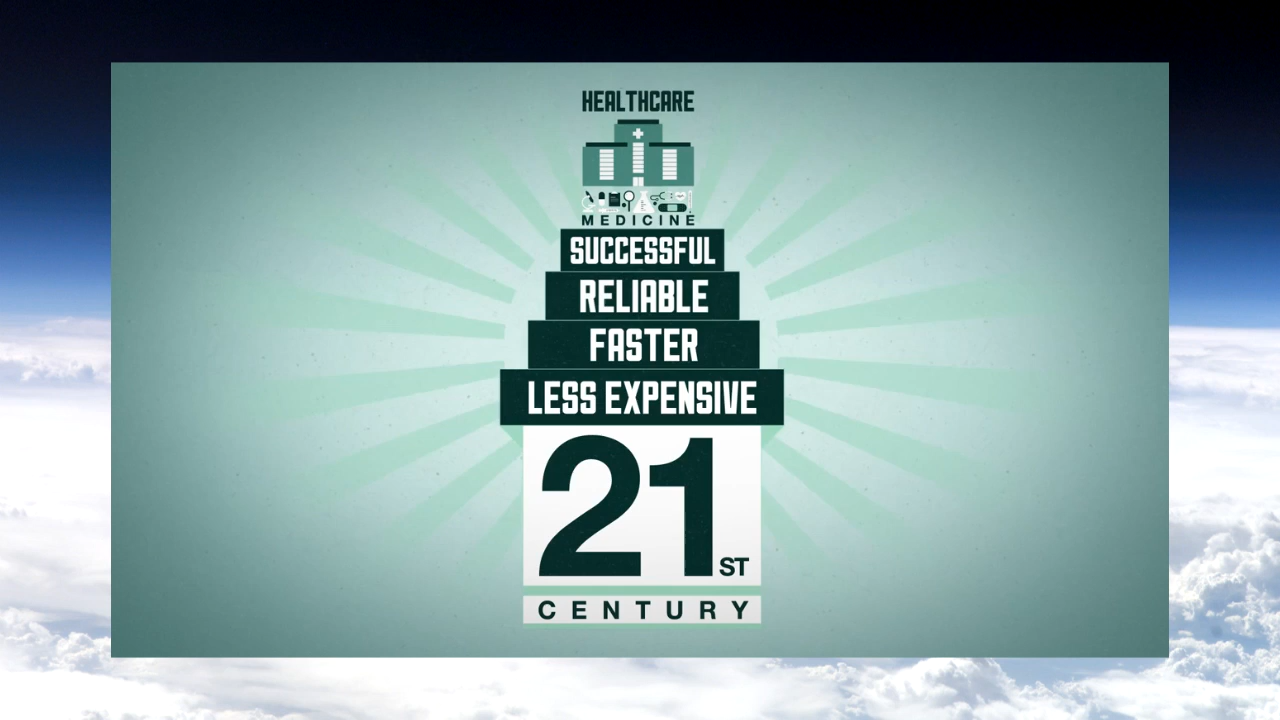 HEALTHCARE
MEDICINE
SUCCESSFUL
RELIABLE
FASTER
LESS EXPENSIVE
21ST
CENTURY